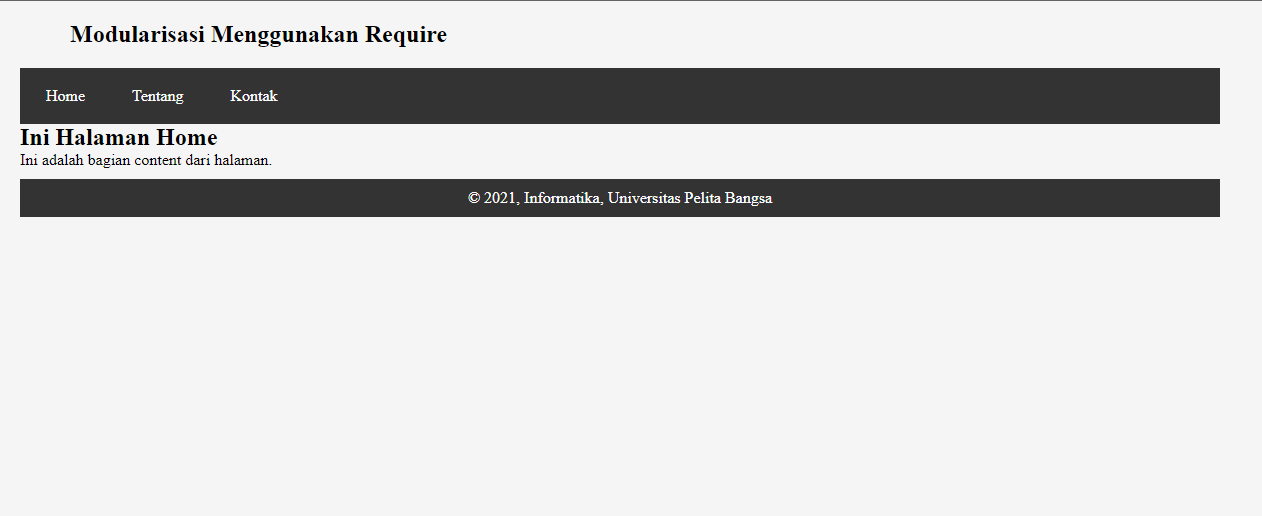 Modularisasi Menggunakan Require
Home Tentang Kontak
Ini Halaman Home
Ini adalah bagian content dari halaman.
© 2021, Informatika, Universitas Pelita Bangsa